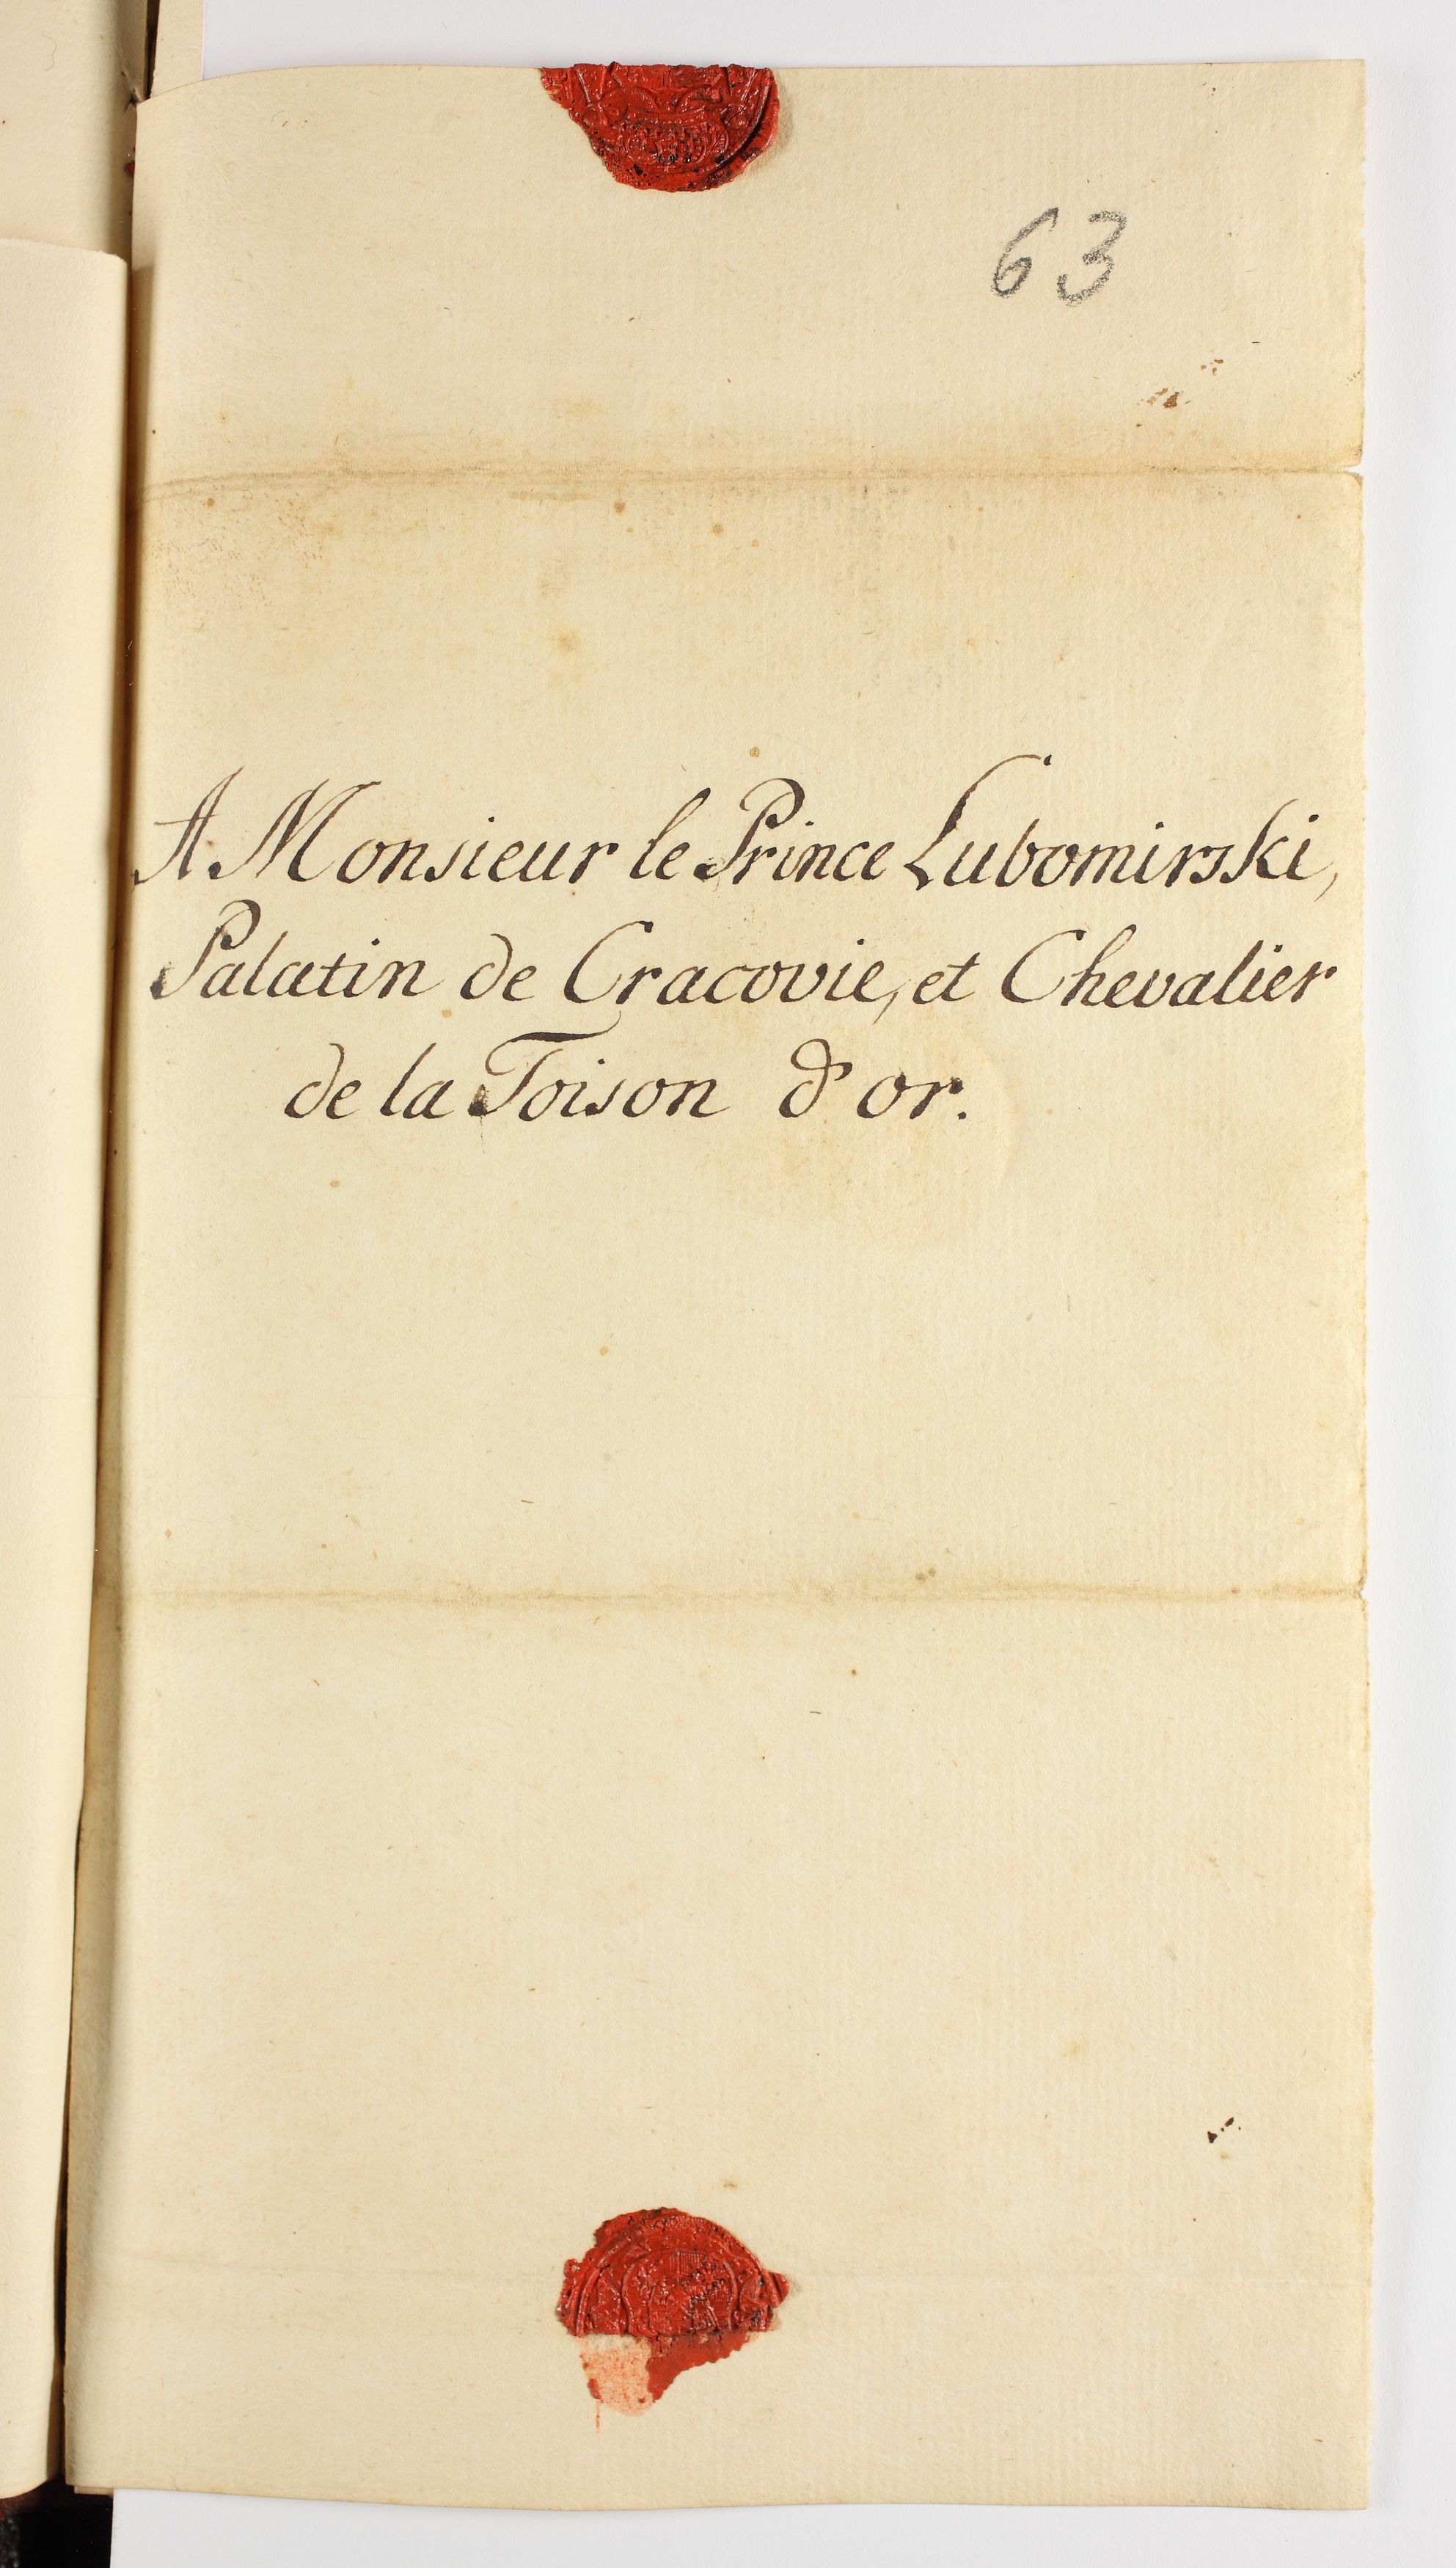 63
A Monsieur le Prince Lubomirski,
Palatin de Cracovie, et Chevalier
de la Toison d'or.